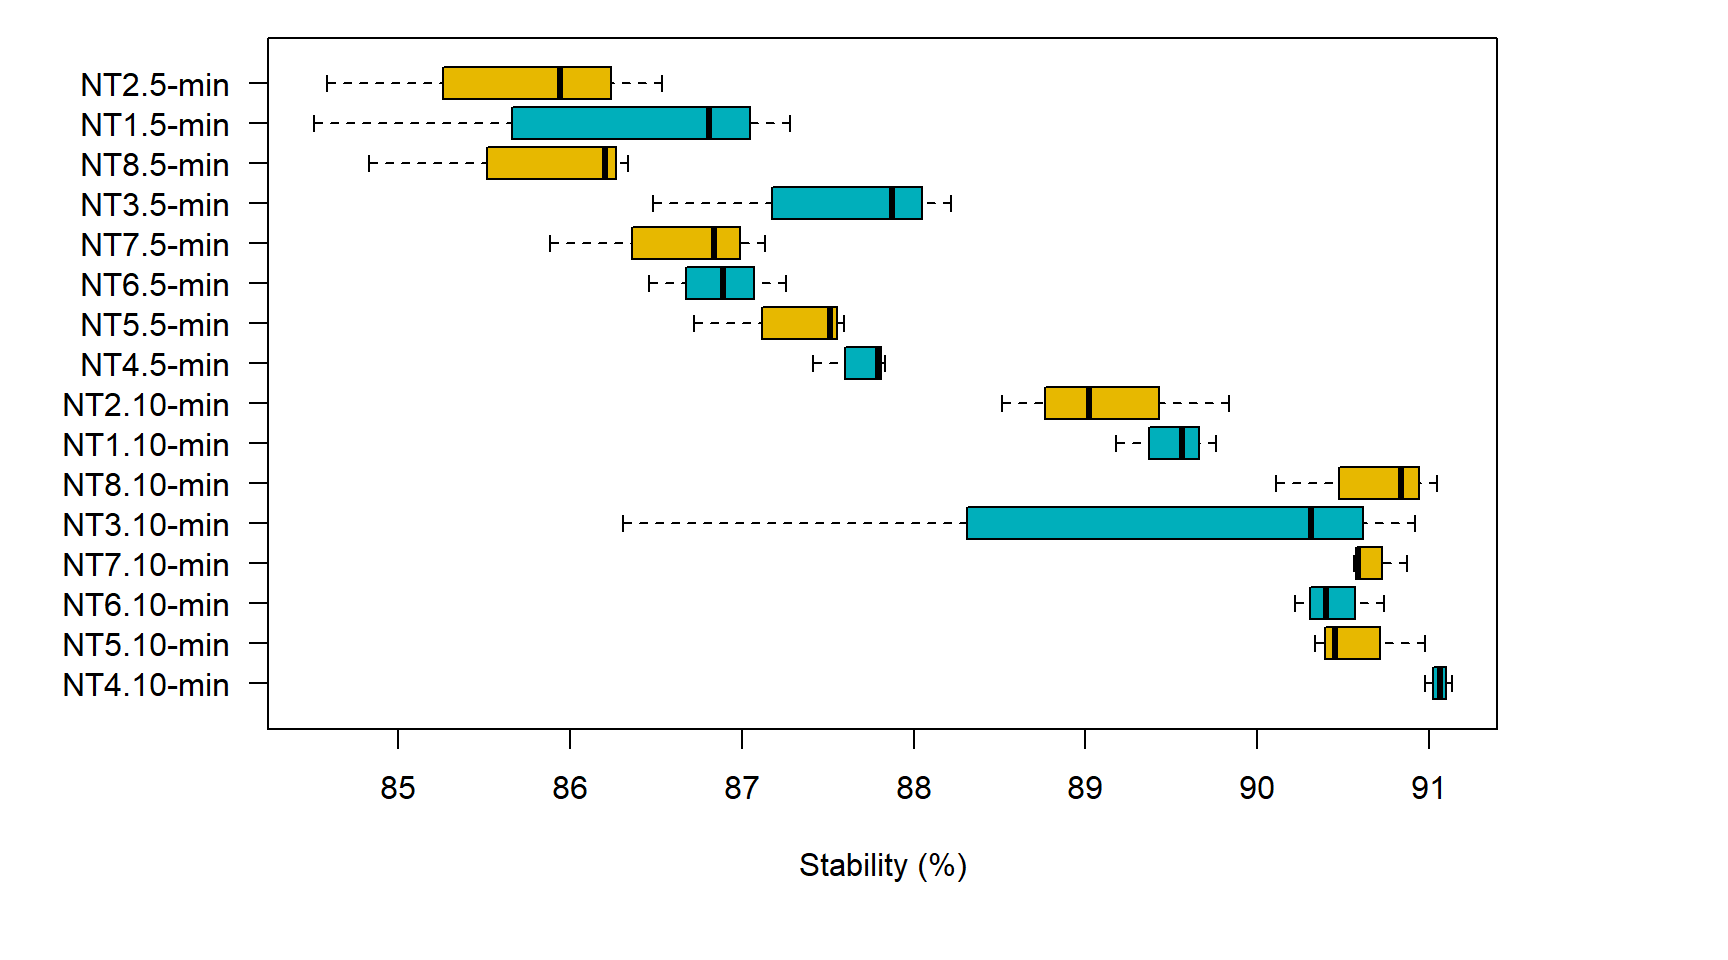 NT2.5-min
NT1.5-min
NT8.5-min
NT3.5-min
NT7.5-min
NT6.5-min
NT5.5-min
NT4.5-min
NT2.10-min
NT1.10-min
NT8.10-min
NT3.10-min
NT7.10-min
NT6.10-min
NT5.10-min
NT4.10-min
85 86 87 88 89 90 91
Stability (%)